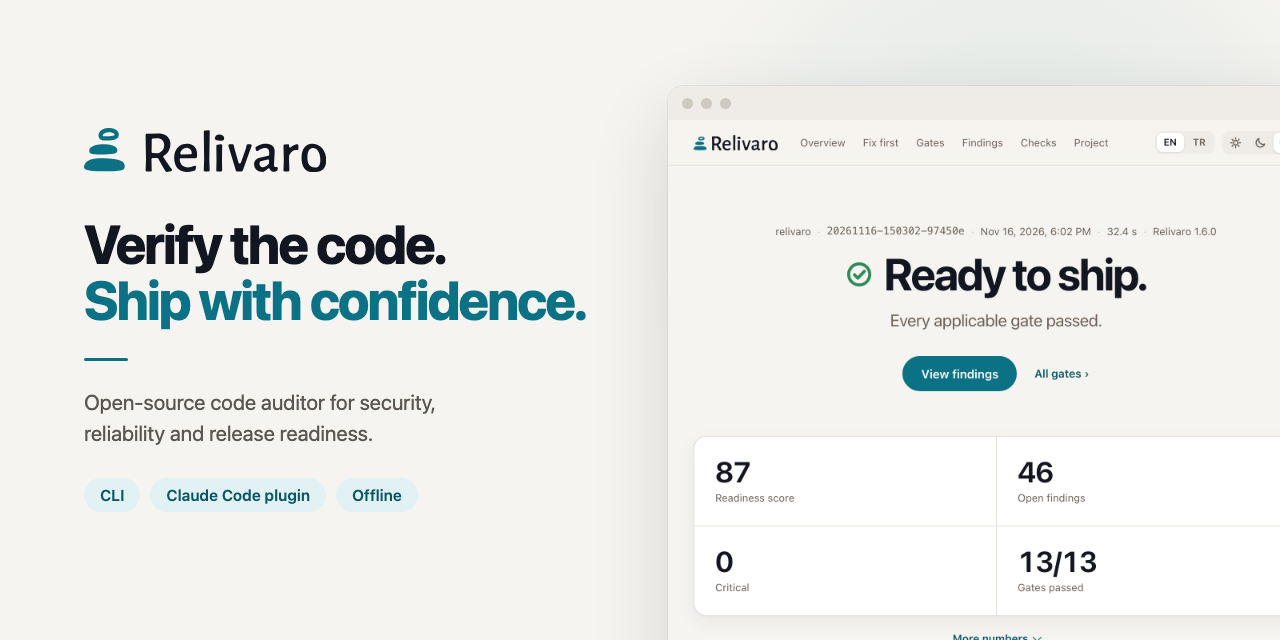 Relivaro
Verify the code.
Ship with confidence.
Open-source code auditor for security,
reliability and release readiness.
CLI
Claude Code plugin
Offline
Relivaro
Overview
Fix first
Gates
Findings
Checks
Project
EN
TR
relivaro · 20261116-150302-97450e · Nov 16, 2026, 6:02 PM · 32.4 s · Relivaro 1.6.0
Ready to ship.
Every applicable gate passed.
View findings
All gates ›
87
Readiness score
46
Open findings
0
Critical
13/13
Gates passed
More numbers